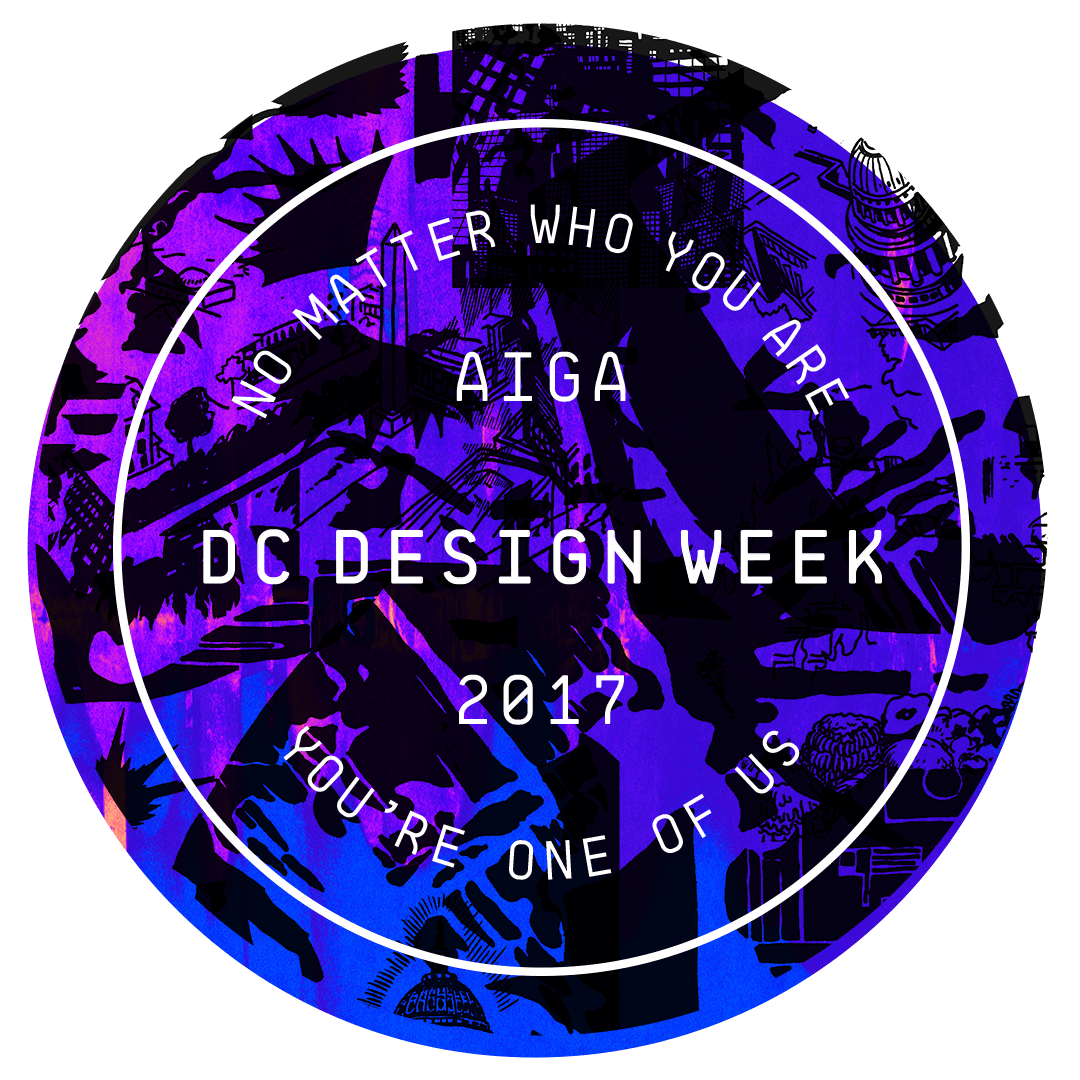 NO MATTER WHO YOU ARE
AIGA
DC DESIGN WEEK
2017
YOU'RE ONE OF US